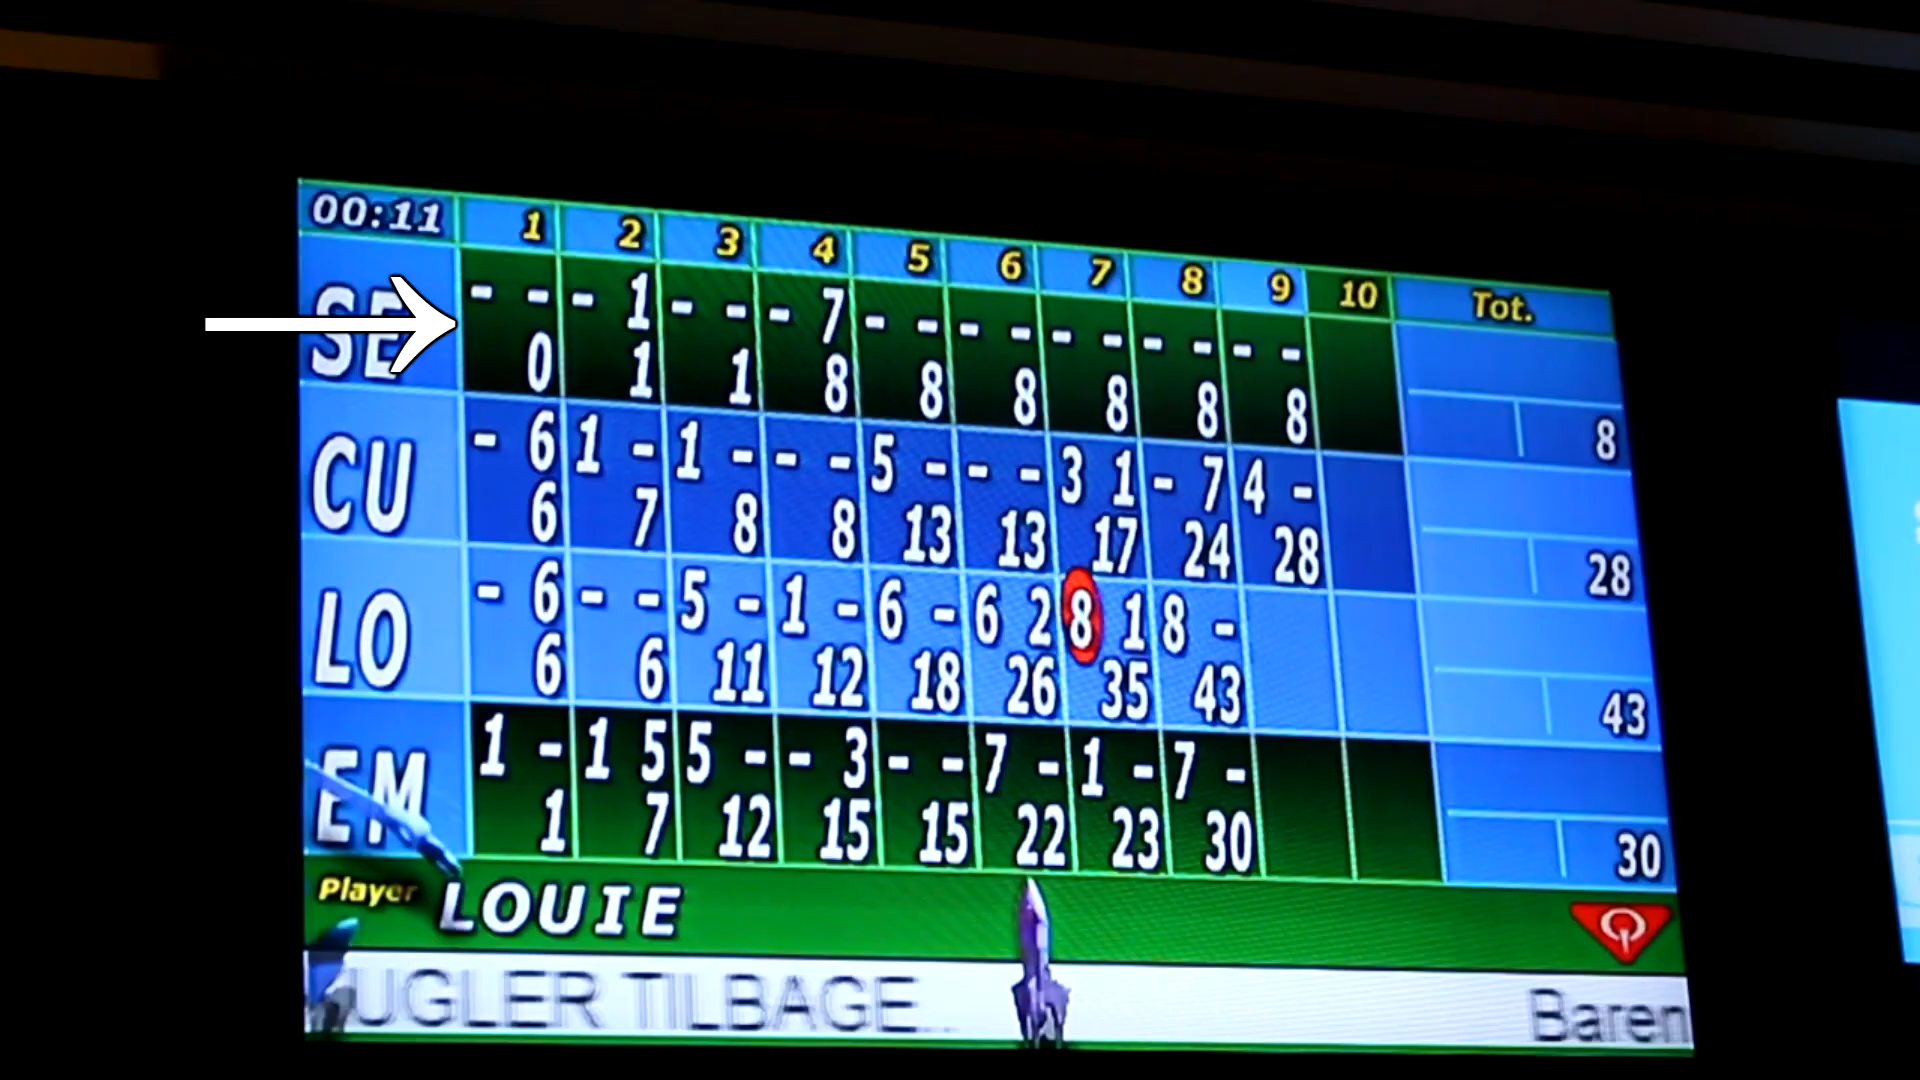 00:11 1 2 3 4 5 6 7 8 9 10 Tot.
SE - - - 1 - - - 7 - - - - - - - - - -
0 1 1 8 8 8 8 8 8 8
CU - 6 1 - 1 - - - 5 - - - 3 1 - 7 4 -
6 7 8 8 13 13 17 24 28 28
LO - 6 - - 5 - 1 - 6 - 6 2 8 1 8 -
6 6 11 12 18 26 35 43 43
EM 1 - 1 5 5 - - 3 - - 7 - 1 - 7 -
1 7 12 15 15 22 23 30 30
Player LOUIE
UGLER TILBAGE... Baren